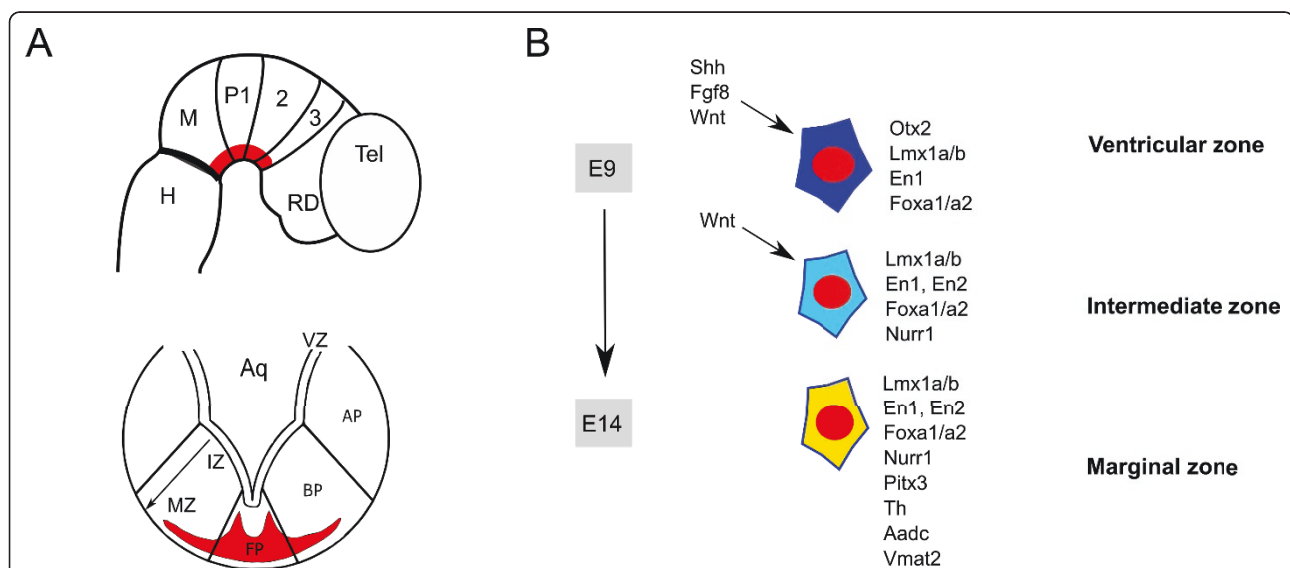 A
M
P1
2
3
Tel
H
RD
VZ
Aq
AP
IZ
MZ
BP
FP
B
E9
E14
Shh
Fgf8
Wnt
Otx2
Lmx1a/b
En1
Foxa1/a2
Ventricular zone
Wnt
Lmx1a/b
En1, En2
Foxa1/a2
Nurr1
Intermediate zone
Lmx1a/b
En1, En2
Foxa1/a2
Nurr1
Pitx3
Th
Aadc
Vmat2
Marginal zone